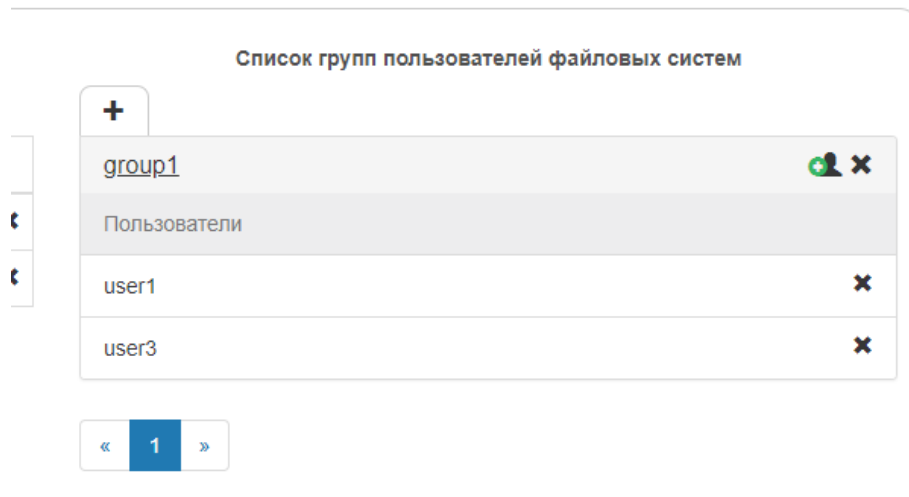 Список групп пользователей файловых систем
+
group1
Пользователи
user1
user3
« 1 »